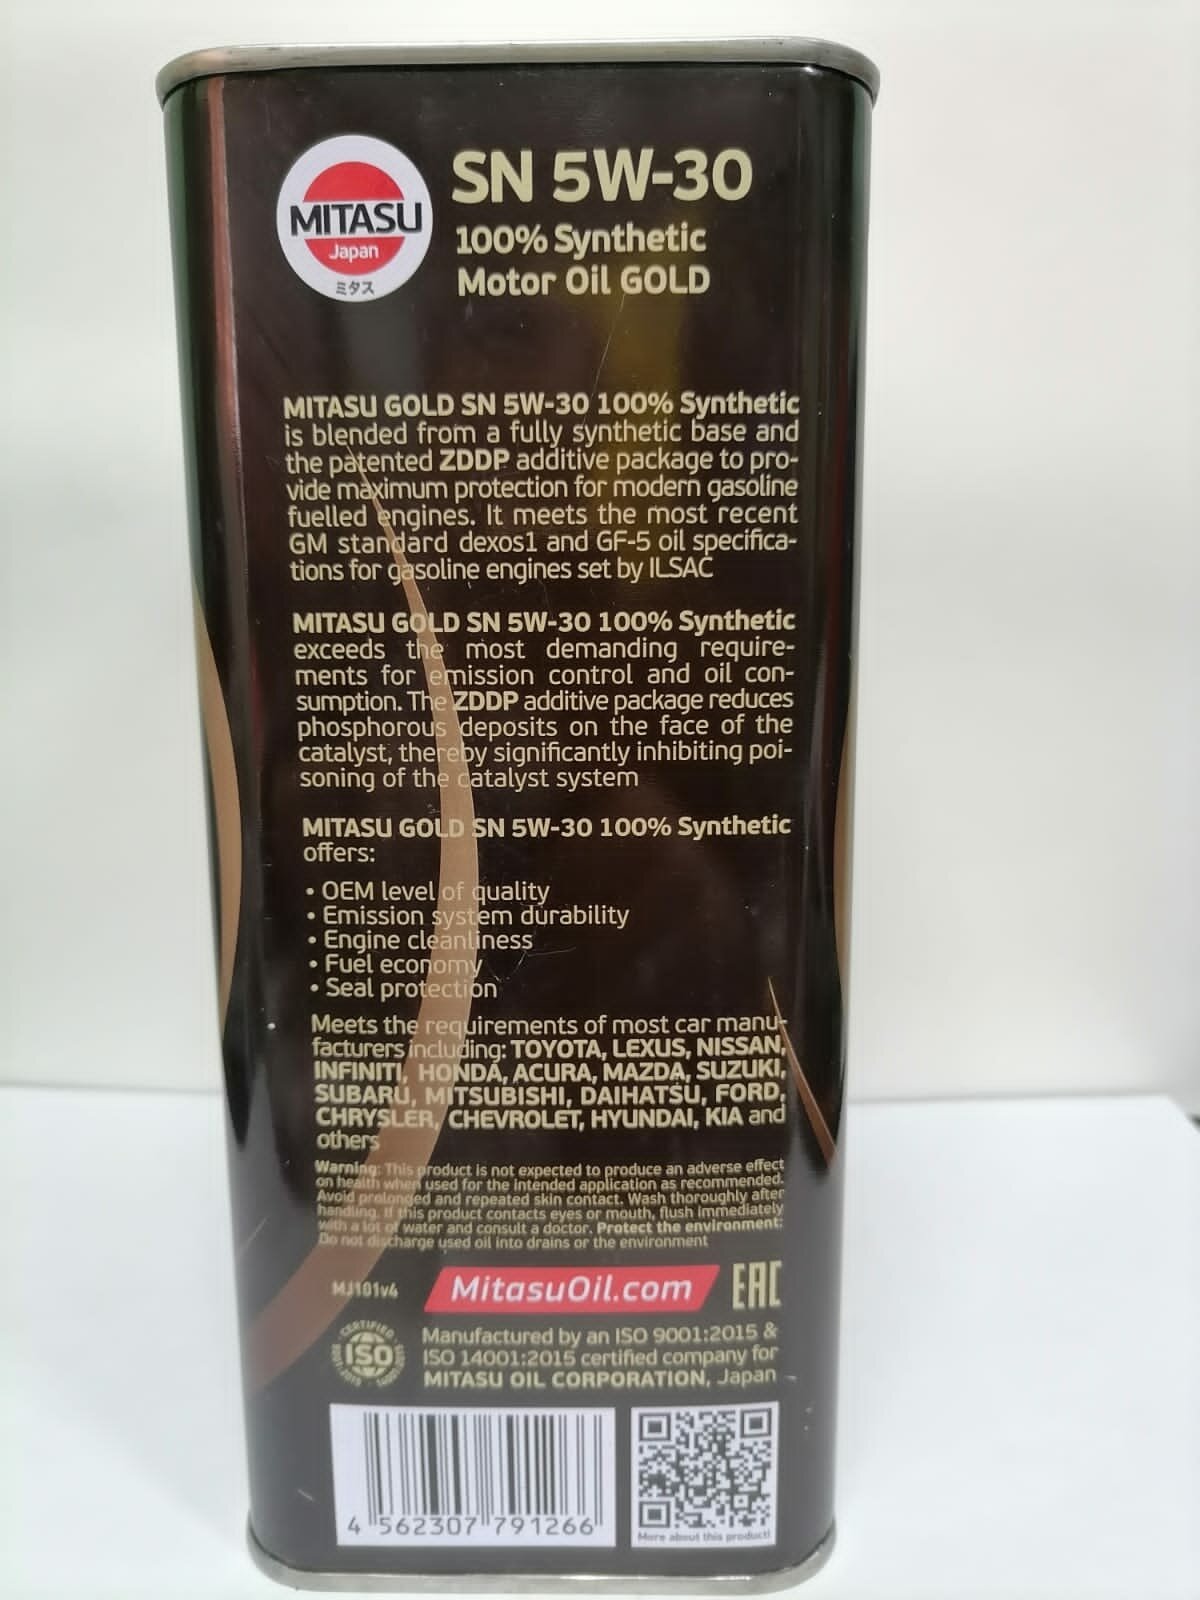 MITASU
Japan
ミタス
SN 5W-30
100% Synthetic
Motor Oil GOLD
MITASU GOLD SN 5W-30 100% Synthetic
is blended from a fully synthetic base and
the patented ZDDP additive package to pro-
vide maximum protection for modern gasoline
fuelled engines. It meets the most recent
GM standard dexos1 and GF-5 oil specifica-
tions for gasoline engines set by ILSAC
MITASU GOLD SN 5W-30 100% Synthetic
exceeds the most demanding require-
ments for emission control and oil con-
sumption. The ZDDP additive package reduces
phosphorous deposits on the face of the
catalyst, thereby significantly inhibiting poi-
soning of the catalyst system
MITASU GOLD SN 5W-30 100% Synthetic
offers:
• OEM level of quality
• Emission system durability
• Engine cleanliness
• Fuel economy
• Seal protection
Meets the requirements of most car manu-
facturers including: TOYOTA, LEXUS, NISSAN,
INFINITI, HONDA, ACURA, MAZDA, SUZUKI,
SUBARU, MITSUBISHI, DAIHATSU, FORD,
CHRYSLER, CHEVROLET, HYUNDAI, KIA and
others
Warning: This product is not expected to produce an adverse effect
on health when used for the intended application as recommended.
Avoid prolonged and repeated skin contact. Wash thoroughly after
handling. If this product contacts eyes or mouth, flush immediately
with a lot of water and consult a doctor. Protect the environment:
Do not discharge used oil into drains or the environment
MJ101v4
MitasuOil.com
EAC
CERTIFIED
ISO
Manufactured by an ISO 9001:2015 &
ISO 14001:2015 certified company for
MITASU OIL CORPORATION, Japan
4 562307 791266
More about this product!